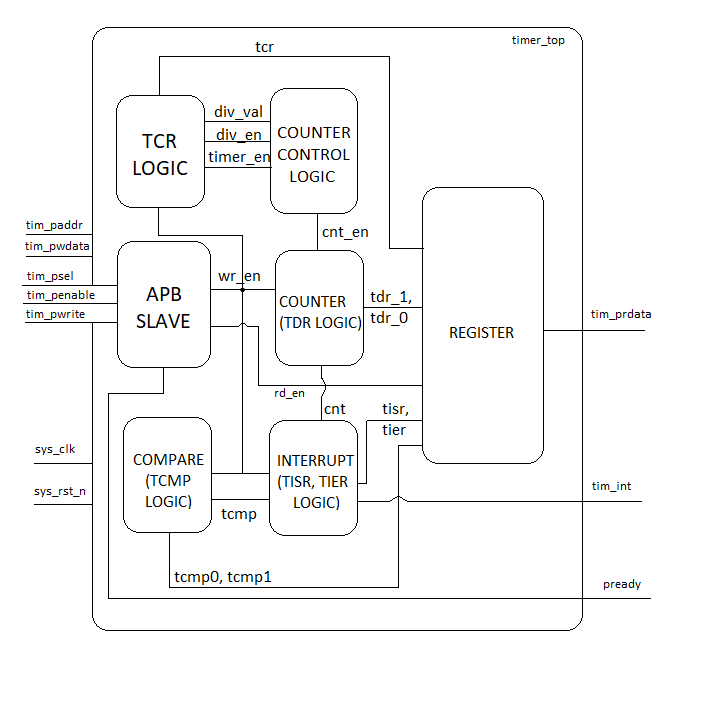 timer_top
tcr
div_val
div_en
timer_en
TCR
LOGIC
COUNTER
CONTROL
LOGIC
tim_paddr
tim_pwdata
tim_psel
tim_penable
tim_pwrite
cnt_en
wr_en
APB
SLAVE
COUNTER
(TDR LOGIC)
tdr_1,
tdr_0
REGISTER
tim_prdata
rd_en
cnt
tisr,
tier
sys_clk
sys_rst_n
COMPARE
(TCMP
LOGIC)
INTERRUPT
(TISR, TIER
LOGIC)
tcmp
tim_int
tcmp0, tcmp1
pready